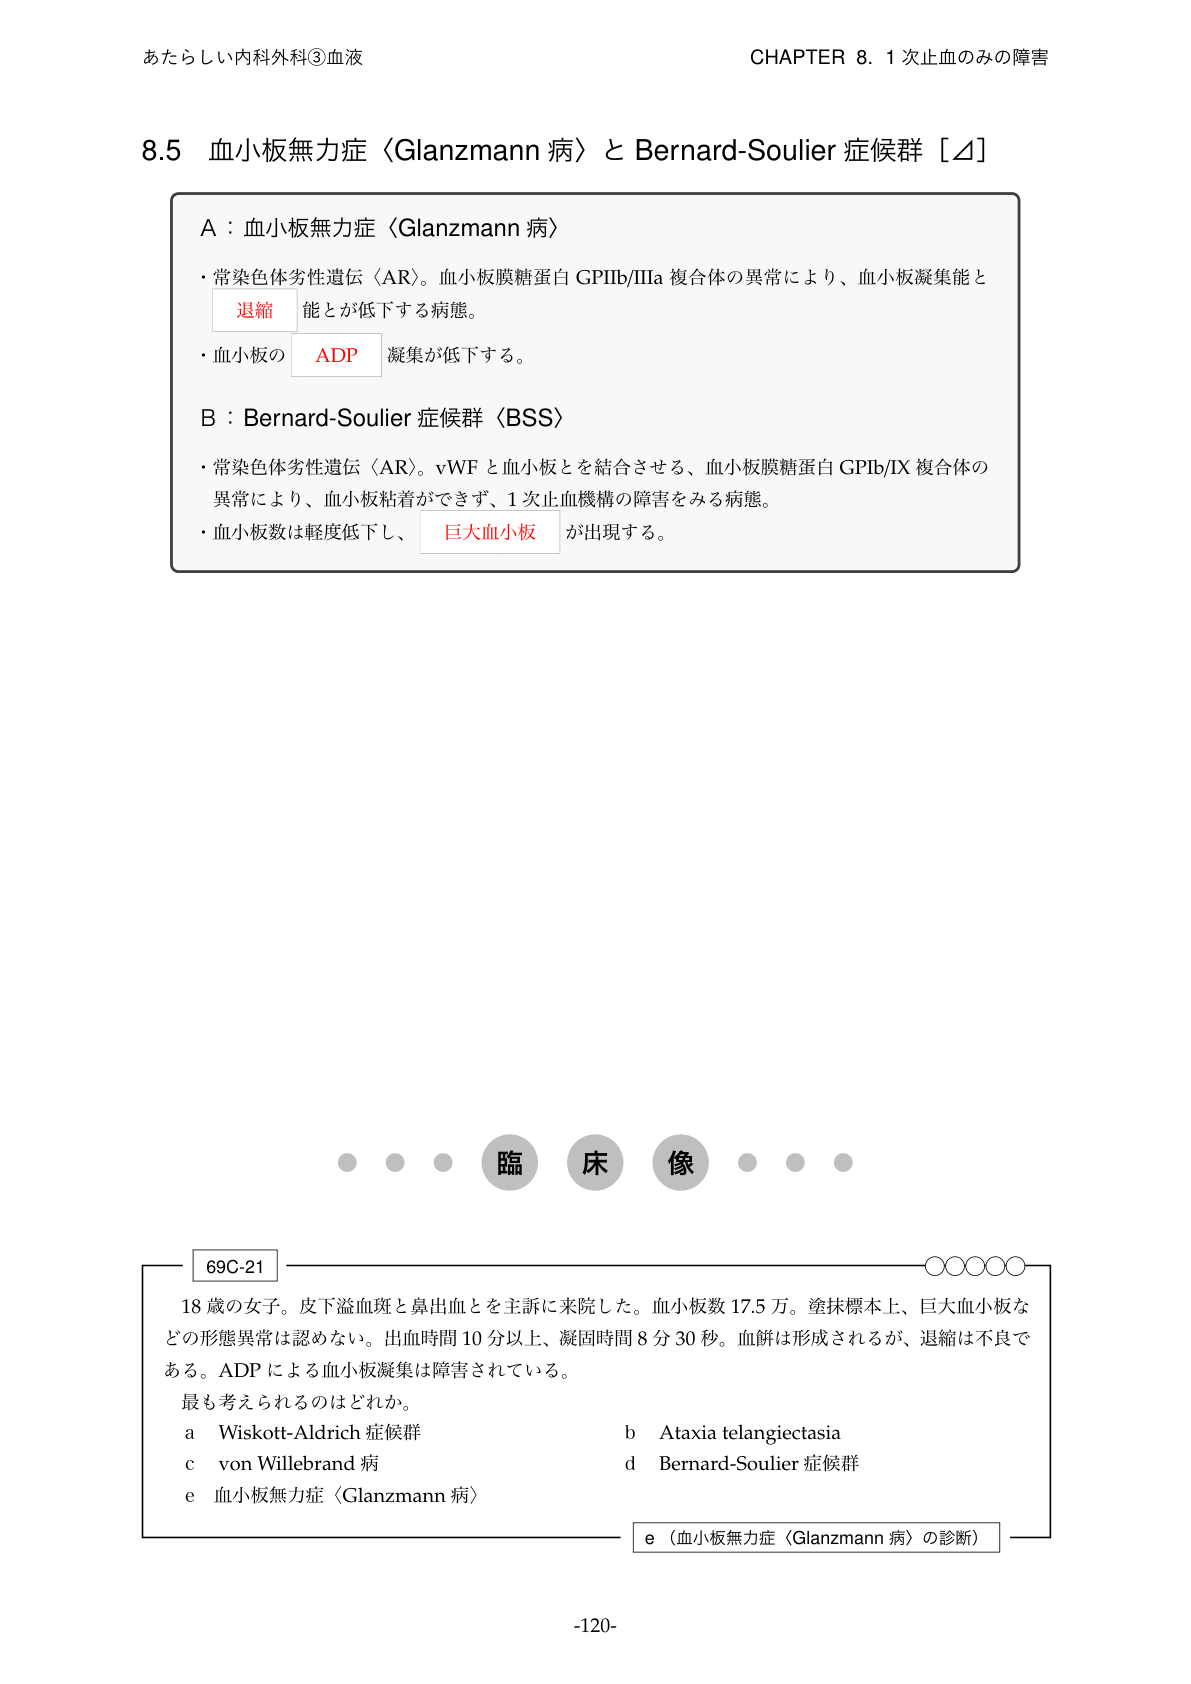 あたらしい内科外科③血液
CHAPTER 8. 1 次止血のみの障害
8.5 血小板無力症〈Glanzmann 病〉と Bernard-Soulier 症候群［⊿］
A：血小板無力症〈Glanzmann 病〉
・常染色体劣性遺伝〈AR〉。血小板膜糖蛋白 GPIIb/IIIa 複合体の異常により、血小板凝集能と
退縮 能とが低下する病態。
・血小板の ADP 凝集が低下する。
B：Bernard-Soulier 症候群〈BSS〉
・常染色体劣性遺伝〈AR〉。vWF と血小板とを結合させる、血小板膜糖蛋白 GPIb/IX 複合体の
異常により、血小板粘着ができず、1 次止血機構の障害をみる病態。
・血小板数は軽度低下し、 巨大血小板 が出現する。
臨 床 像
69C-21 ○○○○○
18 歳の女子。皮下溢血斑と鼻出血とを主訴に来院した。血小板数 17.5 万。塗抹標本上、巨大血小板な
どの形態異常は認めない。出血時間 10 分以上、凝固時間 8 分 30 秒。血餅は形成されるが、退縮は不良で
ある。ADP による血小板凝集は障害されている。
最も考えられるのはどれか。
a Wiskott-Aldrich 症候群 b Ataxia telangiectasia
c von Willebrand 病 d Bernard-Soulier 症候群
e 血小板無力症〈Glanzmann 病〉
e （血小板無力症〈Glanzmann 病〉の診断）
-120-